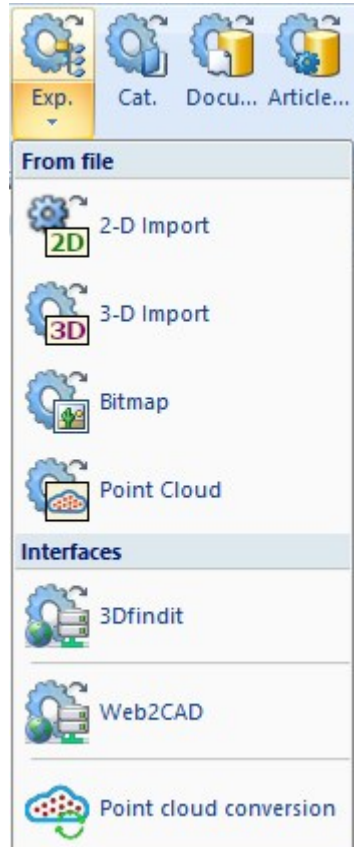 Exp. Cat. Docu... Article...
From file
2D 2-D Import
3D 3-D Import
Bitmap
Point Cloud
Interfaces
3Dfindit
Web2CAD
Point cloud conversion